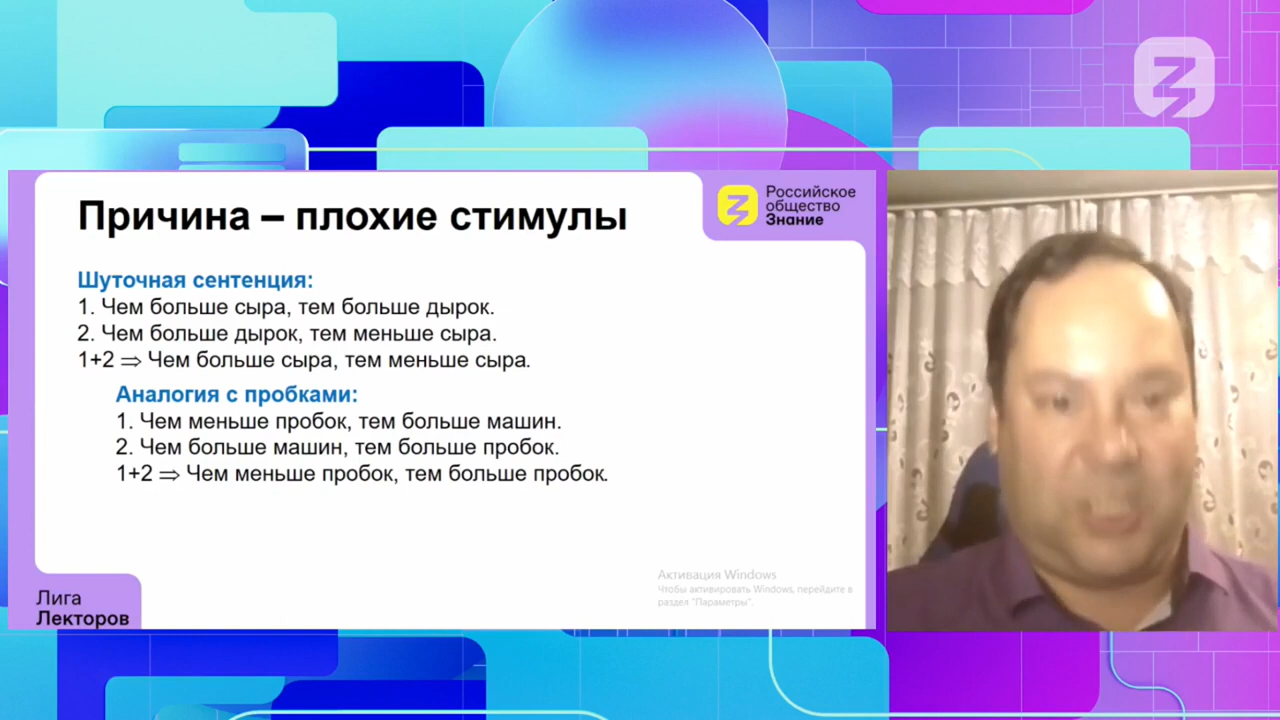 Причина – плохие стимулы
Российское
общество
Знание
Шуточная сентенция:
1. Чем больше сыра, тем больше дырок.
2. Чем больше дырок, тем меньше сыра.
1+2 ⇒ Чем больше сыра, тем меньше сыра.
Аналогия с пробками:
1. Чем меньше пробок, тем больше машин.
2. Чем больше машин, тем больше пробок.
1+2 ⇒ Чем меньше пробок, тем больше пробок.
Активация Windows
Чтобы активировать Windows, перейдите в
раздел "Параметры".
Лига
Лекторов